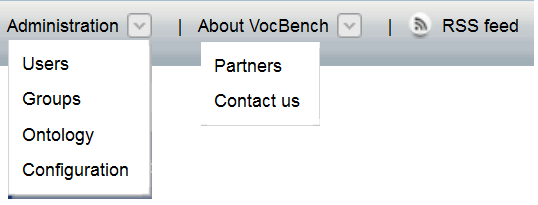 Administration | About VocBench | RSS feed
Users
Groups
Ontology
Configuration
Partners
Contact us